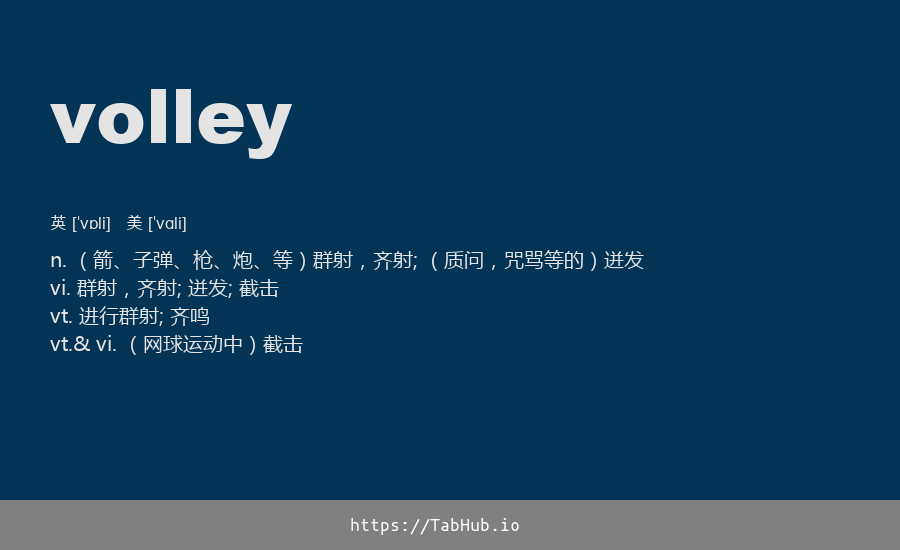 volley
英 [ˈvɒli]   美 [ˈvɑli]
n.  ( 箭、子弹、枪、炮、等 ) 群射 , 齐射;  ( 质问 , 咒骂等的 ) 迸发
vi. 群射 , 齐射; 迸发; 截击
vt. 进行群射; 齐鸣
vt.& vi.  ( 网球运动中 ) 截击
https://TabHub.io